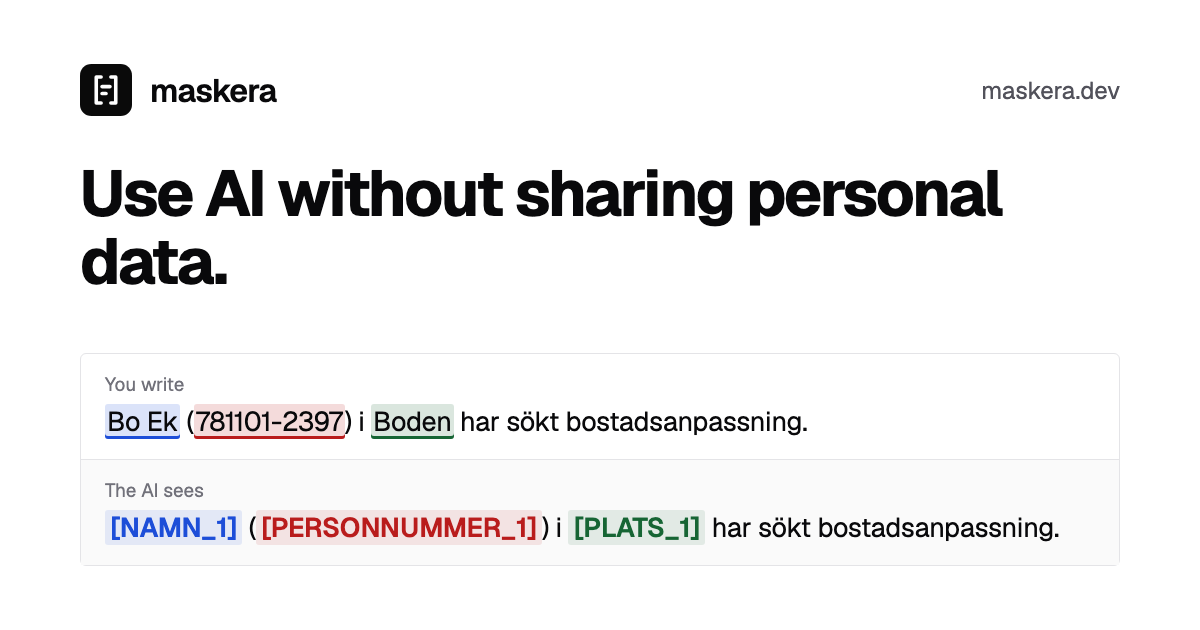 maskera
maskera.dev
Use AI without sharing personal
data.
You write
Bo Ek (781101-2397) i Boden har sökt bostadsanpassning.
The AI sees
[NAMN_1] ([PERSONNUMMER_1]) i [PLATS_1] har sökt bostadsanpassning.